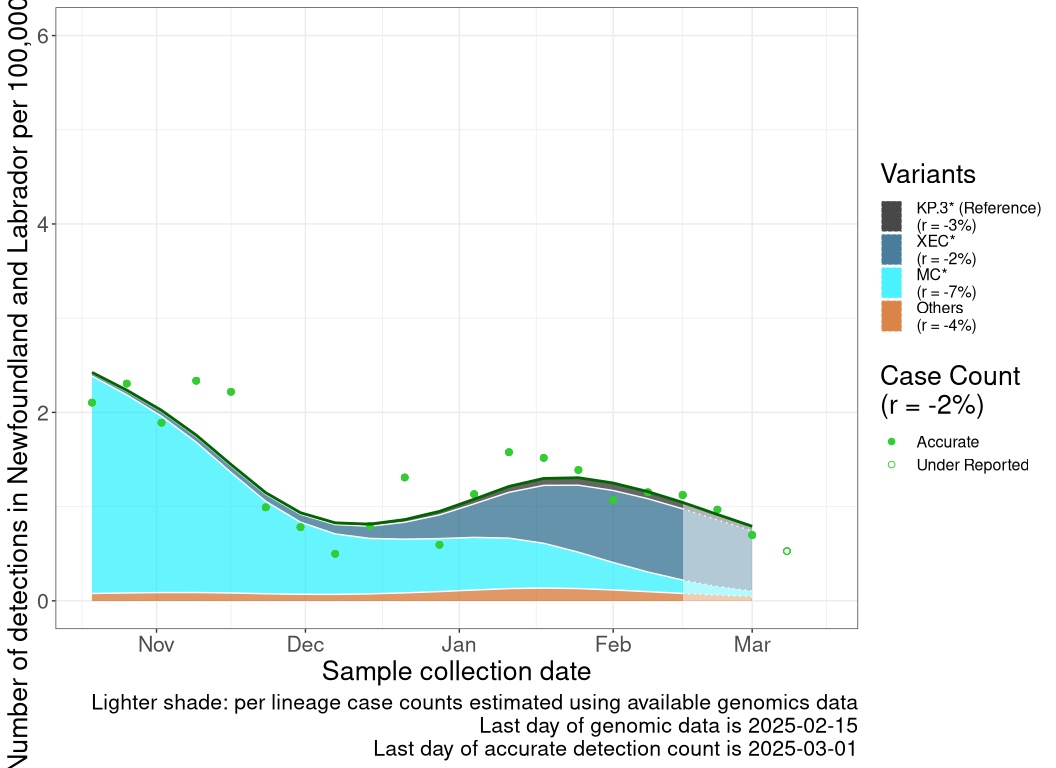 Number of detections in Newfoundland and Labrador per 100,000
6
4
2
0
Nov
Dec
Jan
Feb
Mar
Sample collection date
Lighter shade: per lineage case counts estimated using available genomics data
Last day of genomic data is 2025-02-15
Last day of accurate detection count is 2025-03-01
Variants
KP.3* (Reference)
(r = -3%)
XEC*
(r = -2%)
MC*
(r = -7%)
Others
(r = -4%)
Case Count
(r = -2%)
Accurate
Under Reported